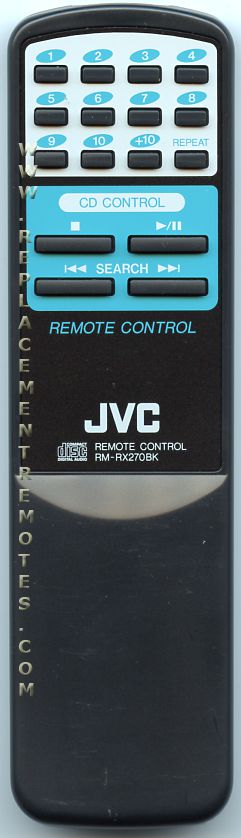 1 2 3 4
5 6 7 8
9 10 +10 REPEAT
CD CONTROL
■ ▶/❚❚
I◀◀ SEARCH ▶▶I
REMOTE CONTROL
JVC
COMPACT
disc
DIGITAL AUDIO
REMOTE CONTROL
RM-RX270BK
WWW.REPLACEMENTREMOTES.COM